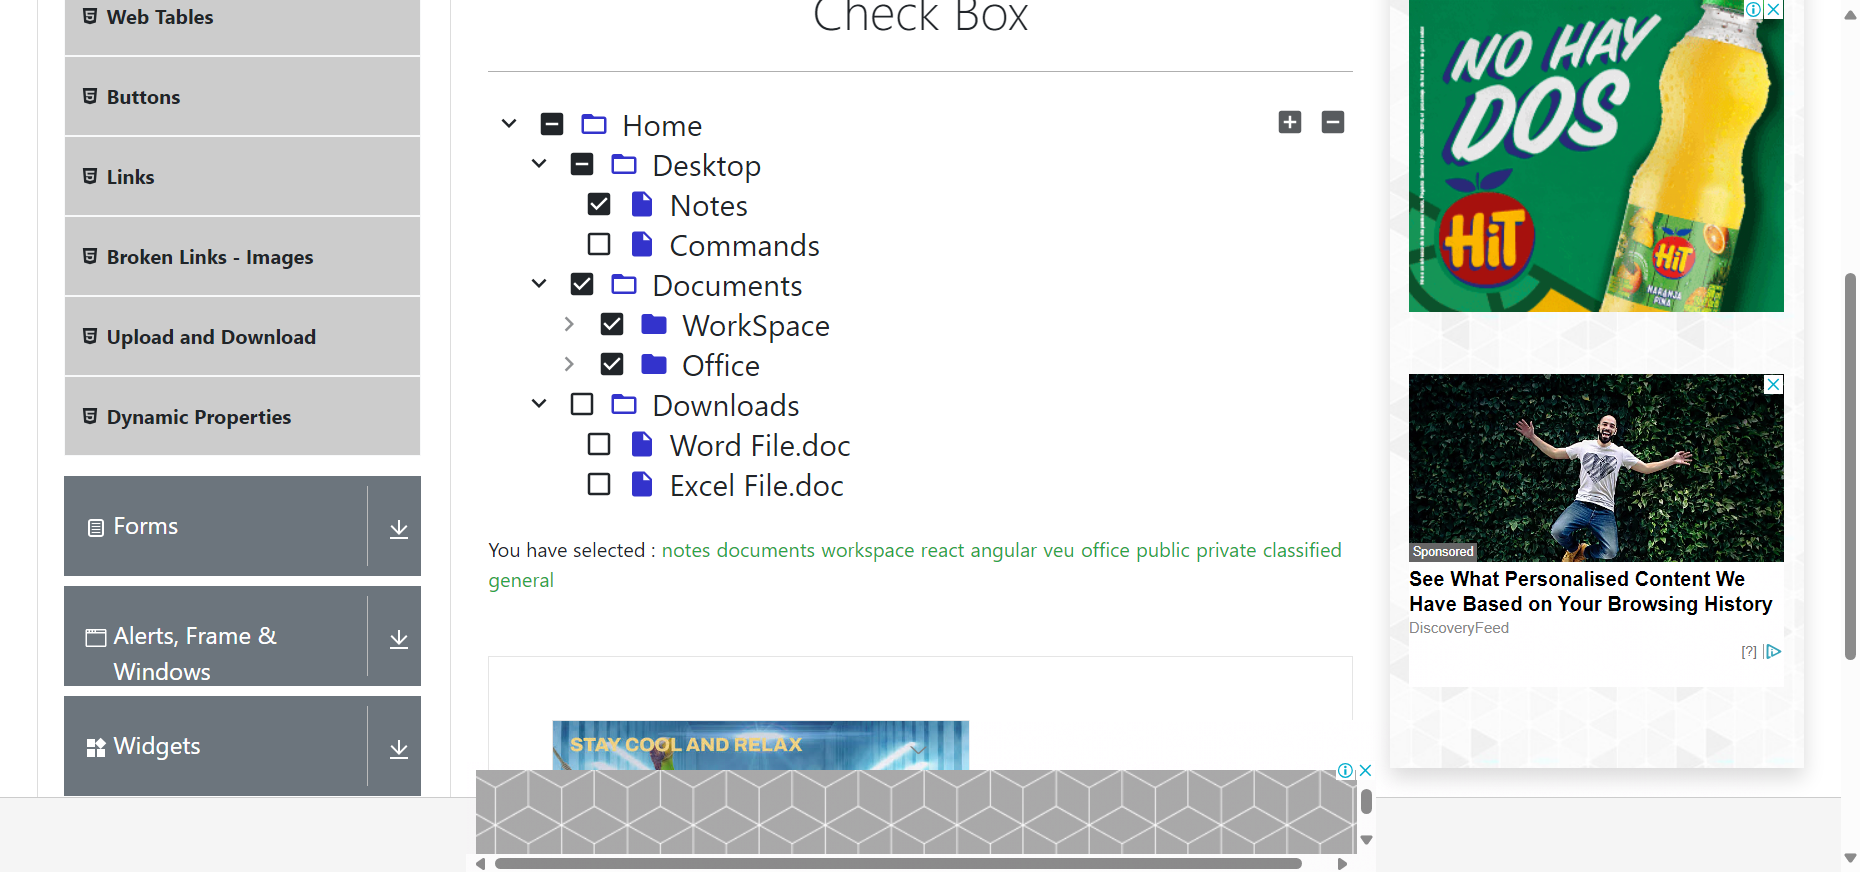 Web Tables
Buttons
Links
Broken Links - Images
Upload and Download
Dynamic Properties
Forms
Alerts, Frame &
Windows
Widgets
Check Box
Home
Desktop
Notes
Commands
Documents
WorkSpace
Office
Downloads
Word File.doc
Excel File.doc
You have selected : notes documents workspace react angular veu office public private classified
general
STAY COOL AND RELAX
NO HAY
DOS
HiT
HiT
NARANJA
PIÑA
Sponsored
See What Personalised Content We
Have Based on Your Browsing History
DiscoveryFeed
[?]